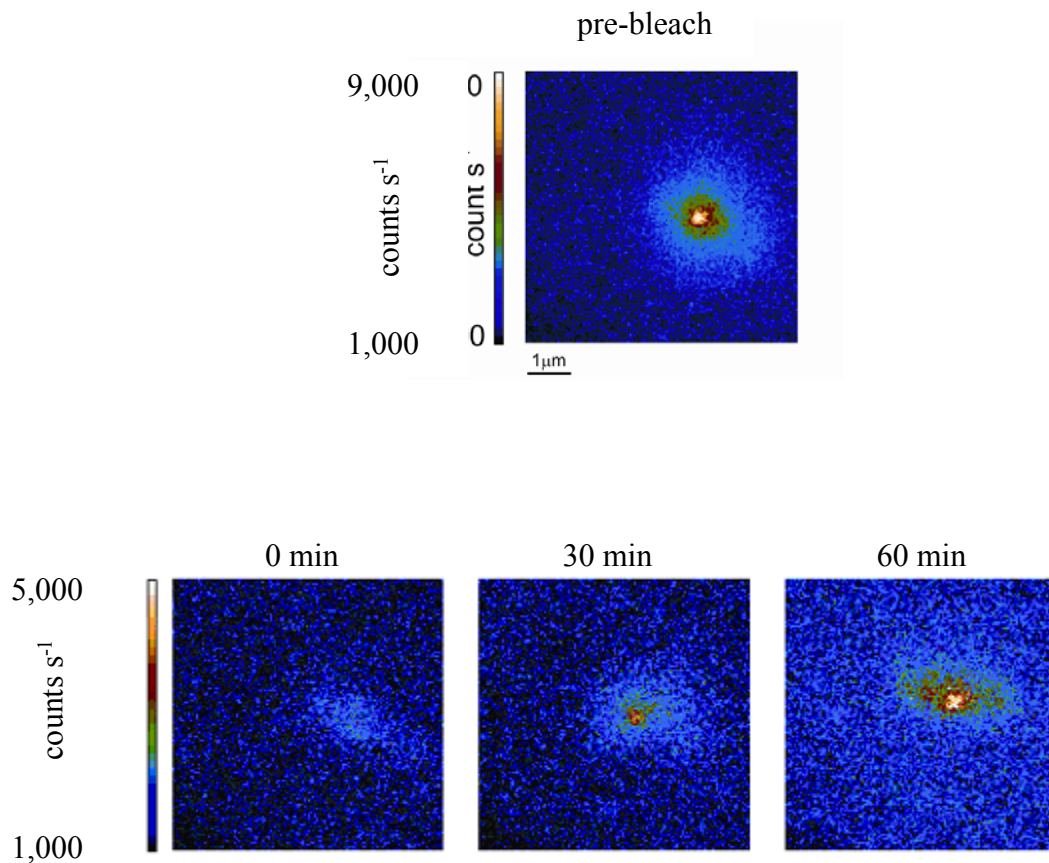 pre-bleach
9,000
0
counts s-1
count s
1,000
0
1μm
0 min
30 min
60 min
5,000
counts s-1
1,000